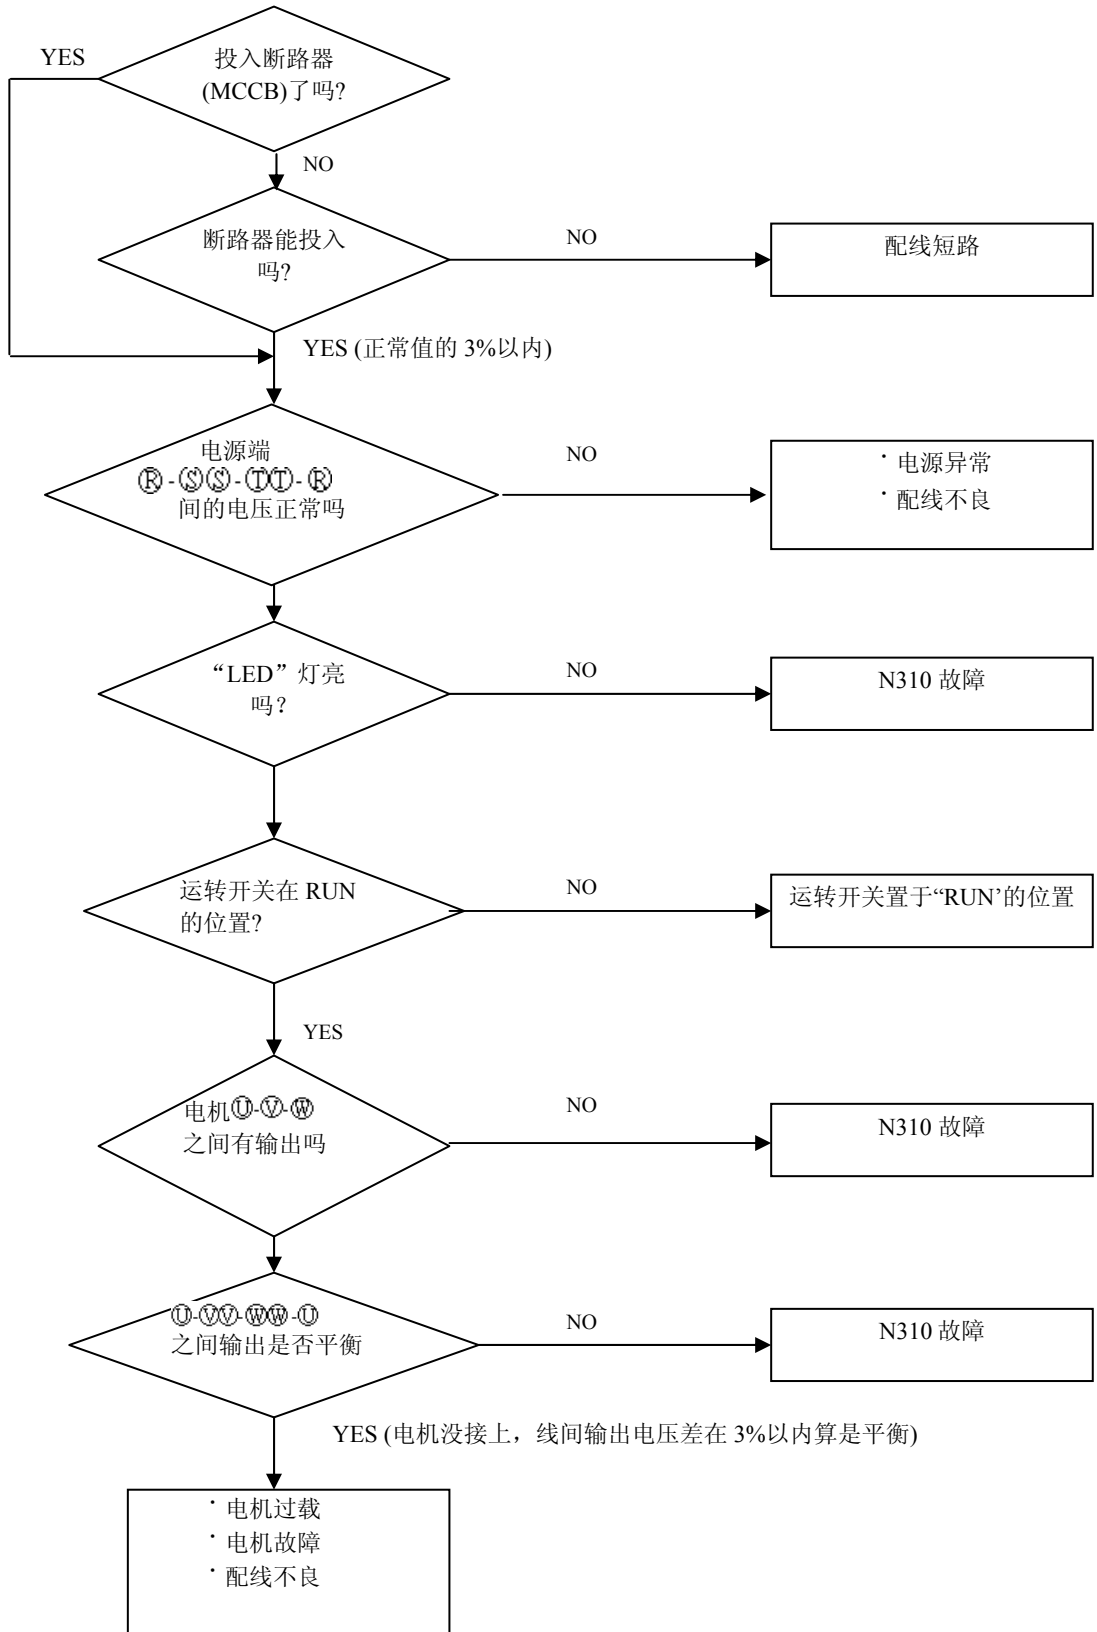 YES
投入断路器
(MCCB)了吗?
NO
断路器能投入
吗?
NO
配线短路
YES (正常值的 3%以内)
电源端
Ⓡ-ⓈⓈ-ⓉⓉ-Ⓡ
间的电压正常吗
NO
·电源异常
·配线不良
“LED”灯亮
吗?
NO
N310 故障
运转开关在 RUN
的位置?
NO
运转开关置于“RUN’的位置
YES
电机Ⓤ-Ⓥ-Ⓦ
之间有输出吗
NO
N310 故障
Ⓤ-ⓋⓋ-ⓌⓌ-Ⓤ
之间输出是否平衡
NO
N310 故障
YES (电机没接上，线间输出电压差在 3%以内算是平衡)
·电机过载
·电机故障
·配线不良